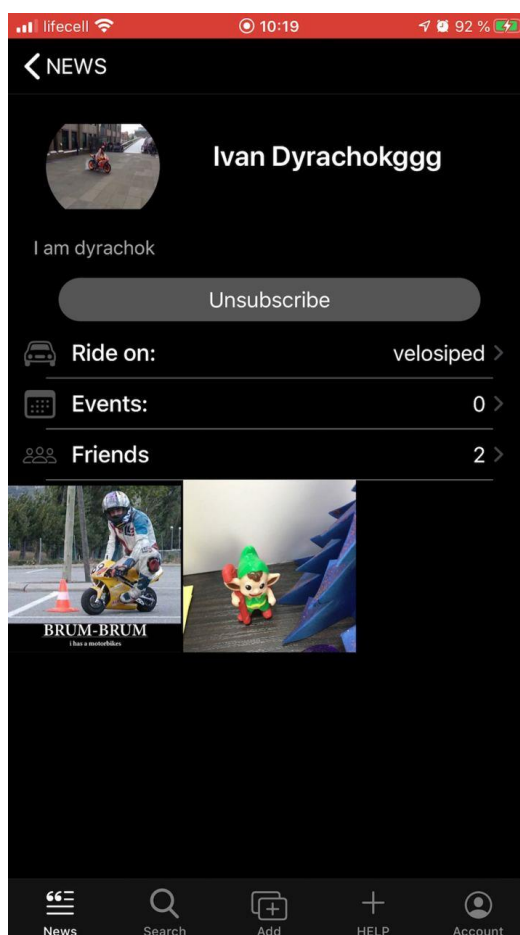 lifecell 10:19 92 %
NEWS
Ivan Dyrachokggg
I am dyrachok
Unsubscribe
Ride on: velosiped
Events: 0
Friends 2
BRUM-BRUM
i has a motorbikes
News Search Add HELP Account